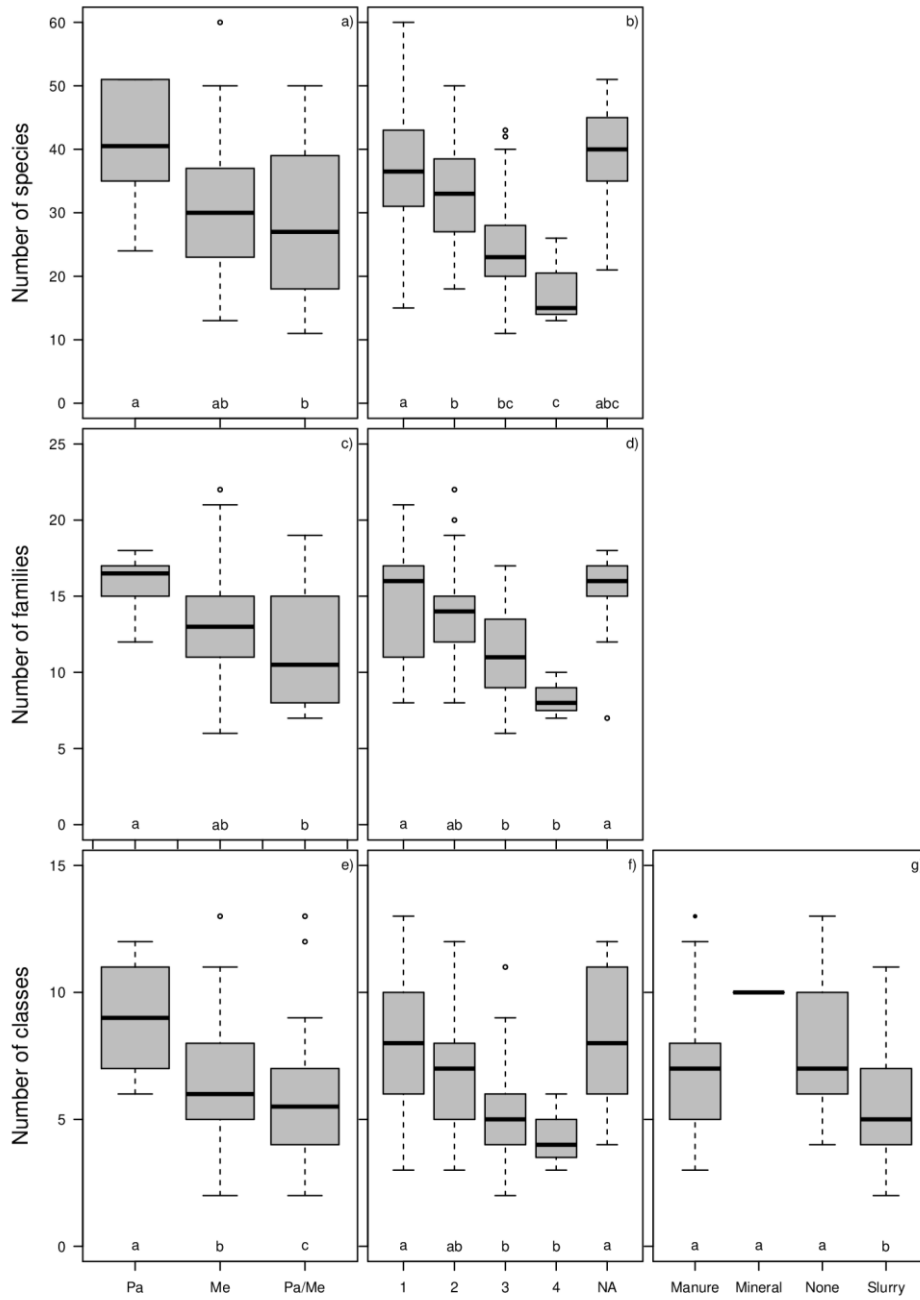 a)
Number of species
60
50
40
30
20
10
0
a ab b
b)
a b bc c abc
c)
Number of families
25
20
15
10
5
0
a ab b
d)
a ab b b a
e)
Number of classes
15
10
5
0
a b c
Pa Me Pa/Me
f)
a ab b b a
1 2 3 4 NA
g
a a a b
Manure Mineral None Slurry